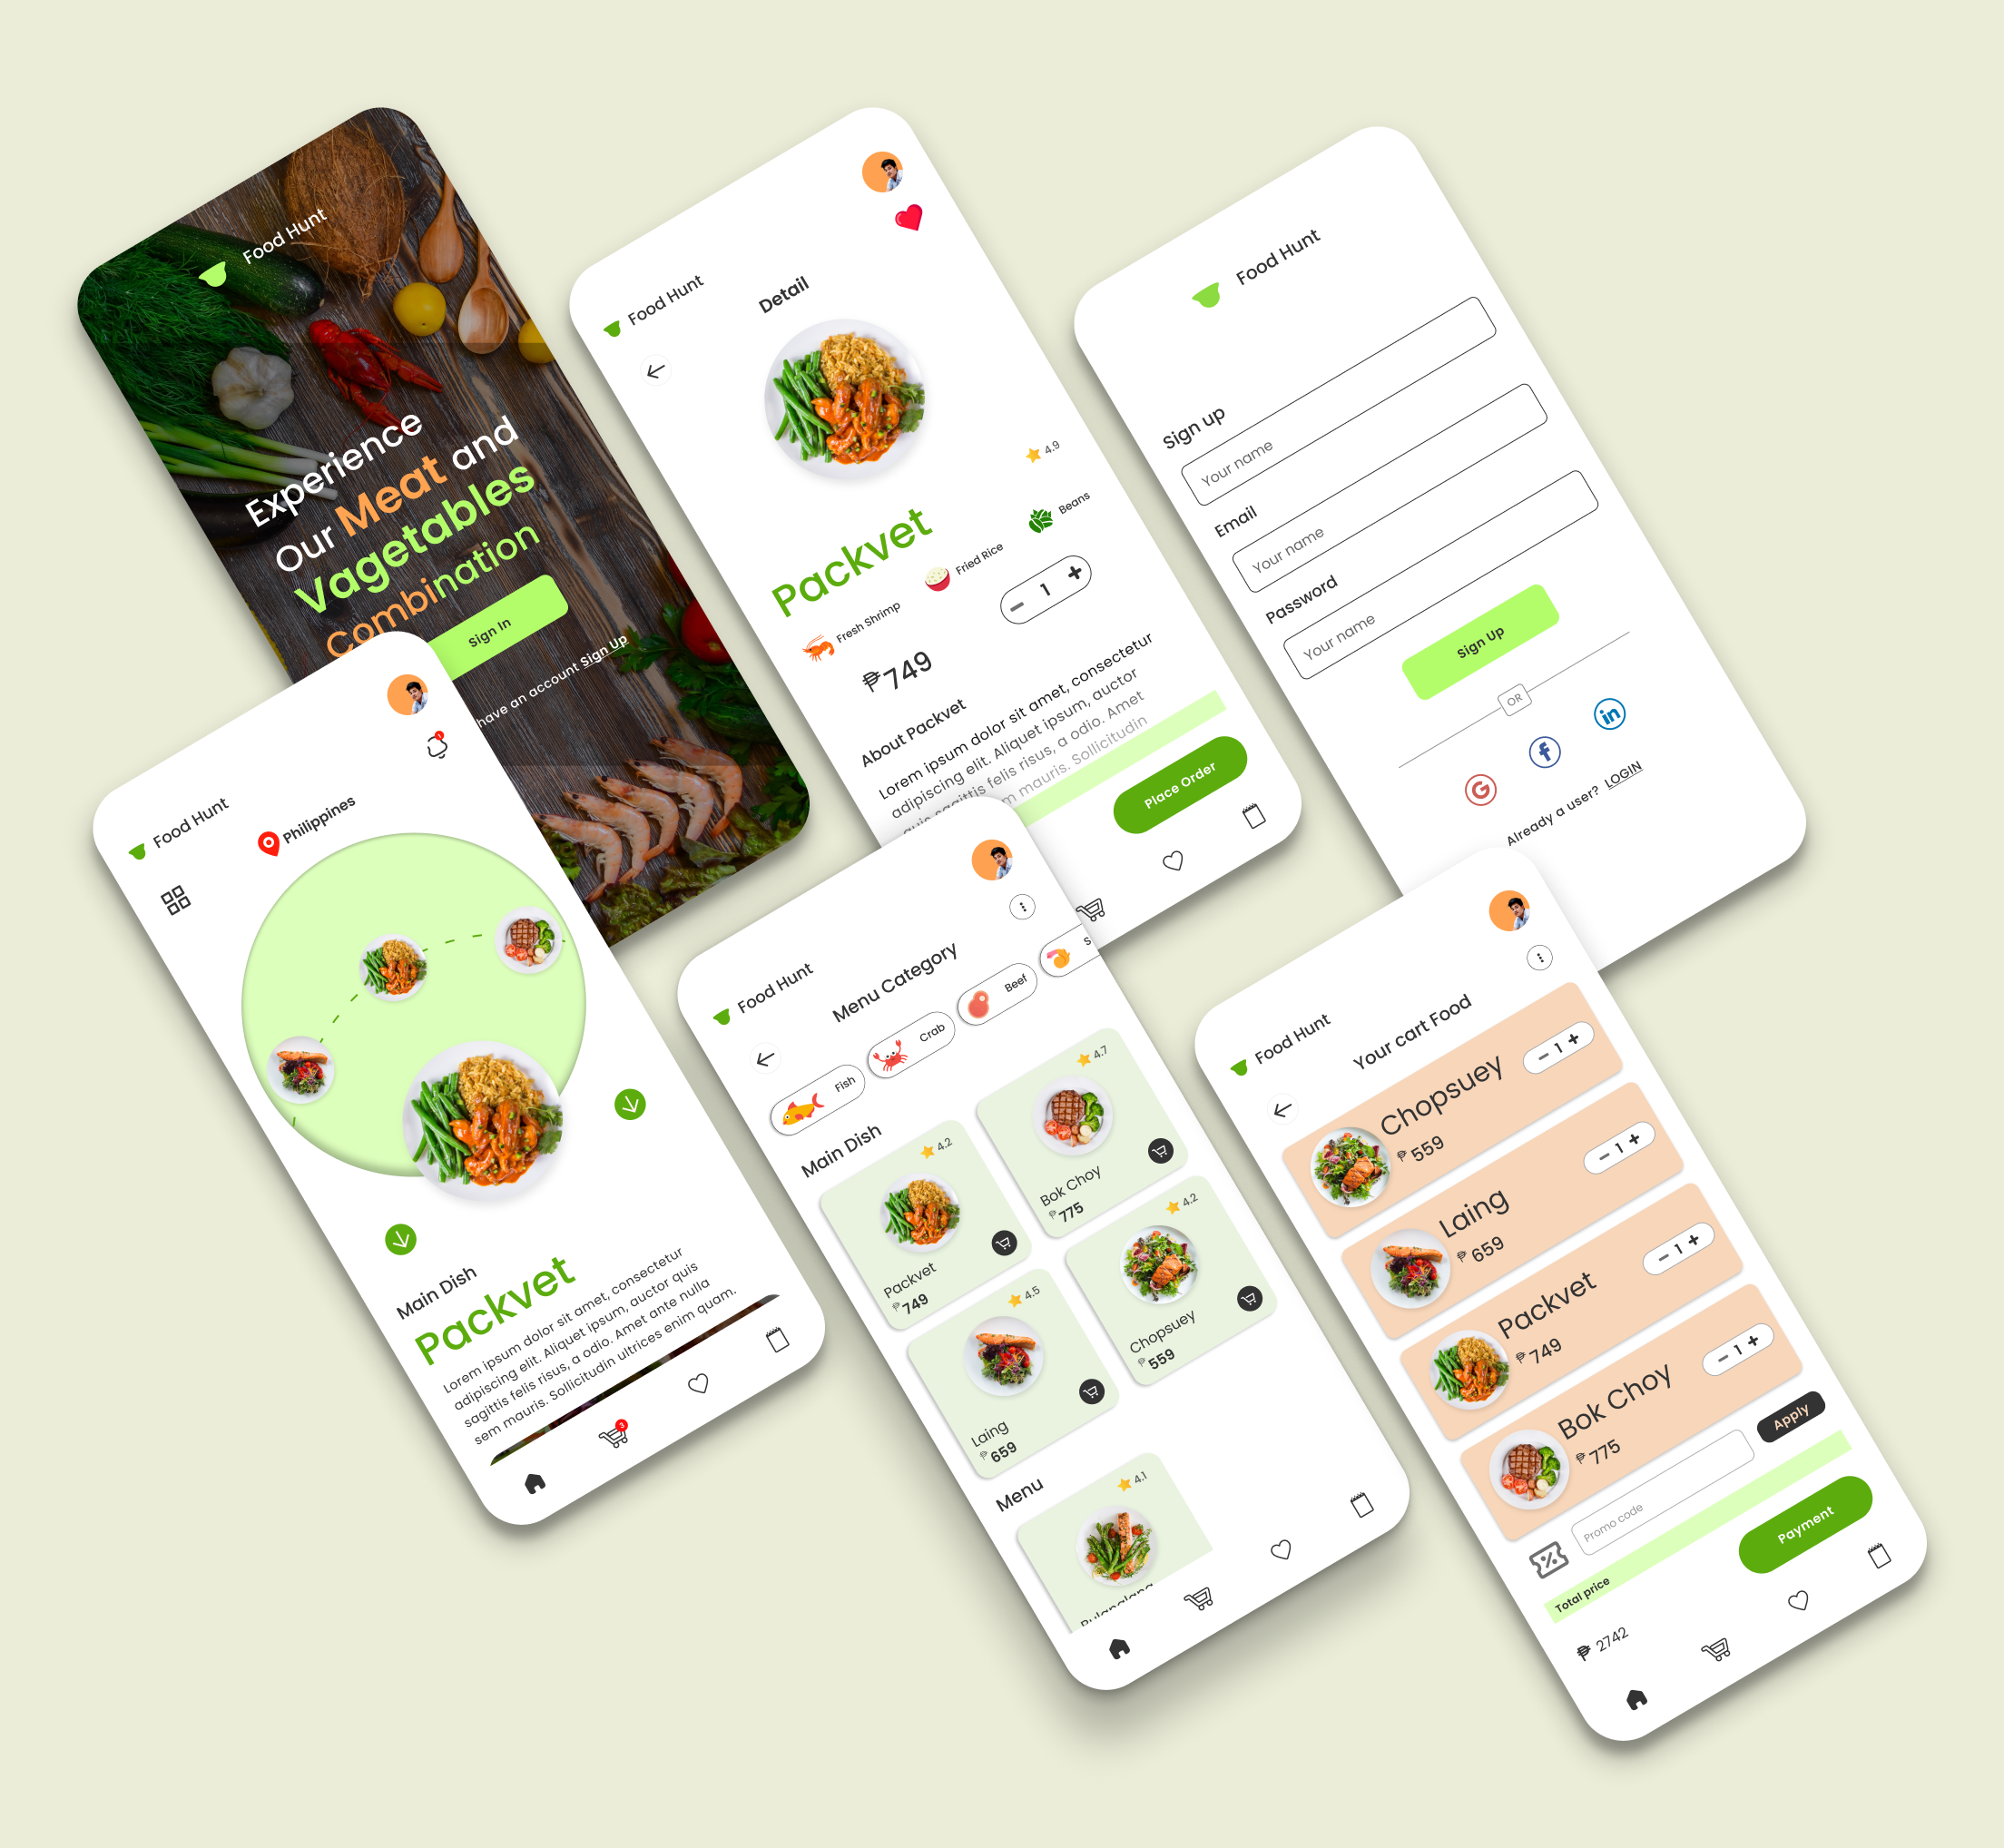 Food Hunt
Experience
Our Meat and
Vagetables
Combination
Sign In
have an account Sign Up
Food Hunt
Detail
4.9
Packvet
Fresh Shrimp
Fried Rice
Beans
1
₱749
About Packvet
Lorem ipsum dolor sit amet, consectetur
adipiscing elit. Aliquet ipsum, auctor
quis sagittis felis risus, a odio. Amet
m mauris. Sollicitudin
Place Order
Food Hunt
Sign up
Your name
Email
Your name
Password
Your name
Sign Up
OR
G
f
in
Already a user? LOGIN
Food Hunt
Philippines
1
Main Dish
Packvet
Lorem ipsum dolor sit amet, consectetur
adipiscing elit. Aliquet ipsum, auctor quis
sagittis felis risus, a odio. Amet ante nulla
sem mauris. Sollicitudin ultrices enim quam.
3
Food Hunt
Menu Category
Fish
Crab
Beef
S
Main Dish
4.2
Packvet
₱749
4.7
Bok Choy
₱775
4.5
Laing
₱659
4.2
Chopsuey
₱559
Menu
4.1
Food Hunt
Your cart Food
Chopsuey
₱ 559
1
Laing
₱ 659
1
Packvet
₱749
1
Bok Choy
₱ 775
1
Promo code
Apply
Total price
₱ 2742
Payment